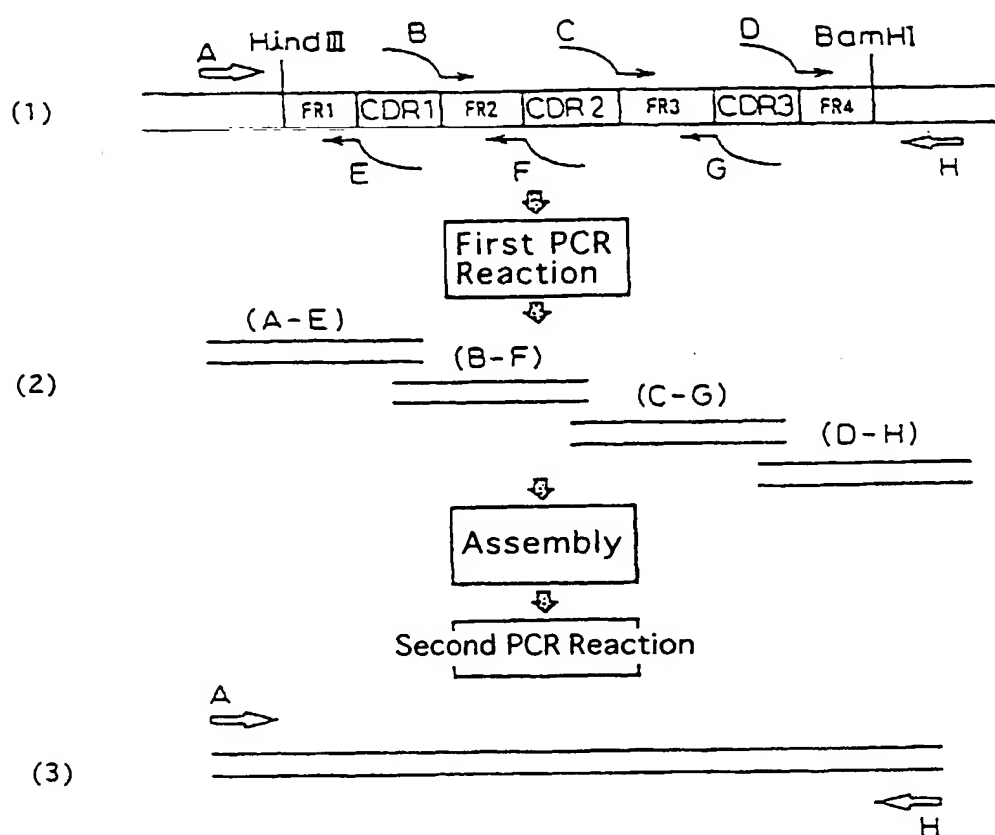 A HindⅢ B C D BamHI
(1) FR1 CDR1 FR2 CDR2 FR3 CDR3 FR4
E F G H
First PCR
Reaction
(A-E)
(2) (B-F)
(C-G)
(D-H)
Assembly
Second PCR Reaction
A
(3)
H